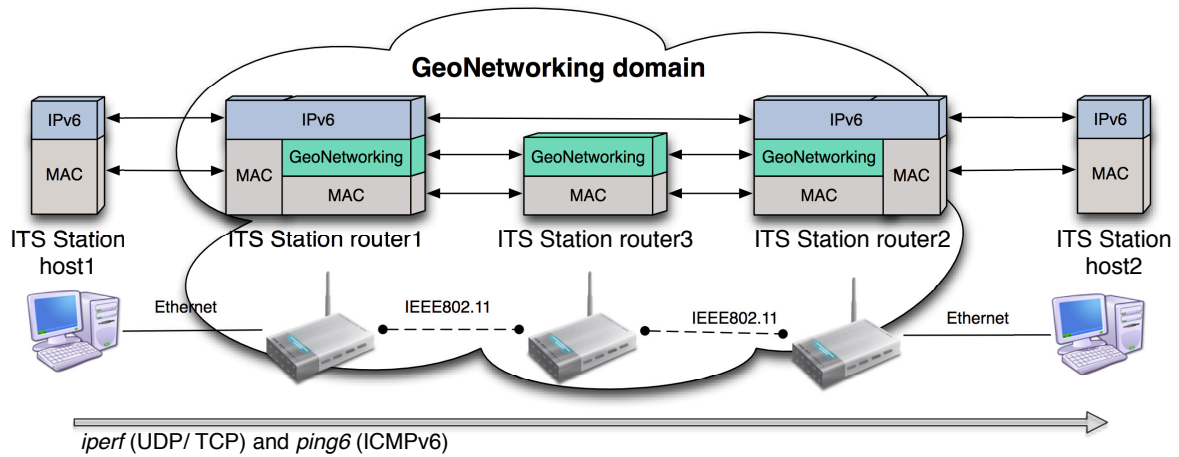 GeoNetworking domain
IPv6
IPv6
IPv6
IPv6
MAC
MAC
GeoNetworking
MAC
GeoNetworking
MAC
GeoNetworking
MAC
MAC
MAC
ITS Station
host1
ITS Station router1
ITS Station router3
ITS Station router2
ITS Station
host2
Ethernet
IEEE802.11
IEEE802.11
Ethernet
iperf (UDP/ TCP) and ping6 (ICMPv6)